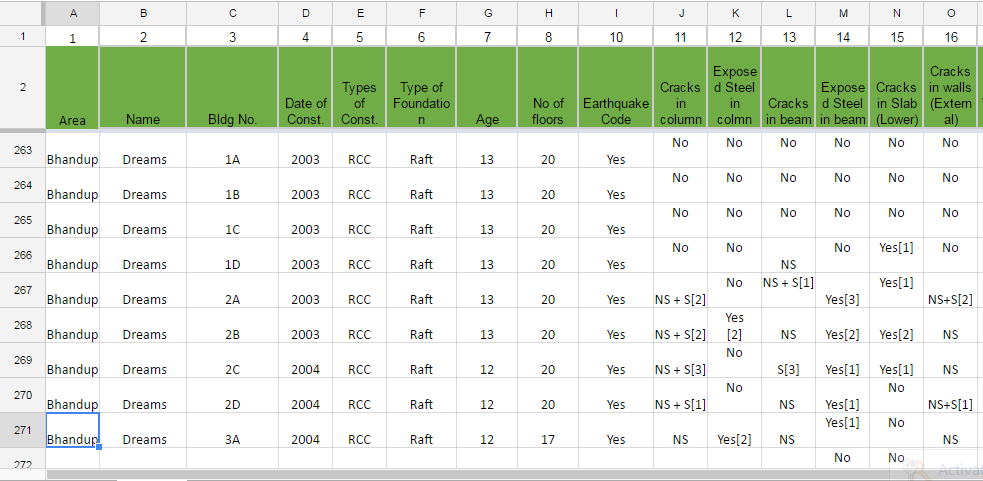 A B C D E F G H I J K L M N O
1 1 2 3 4 5 6 7 8 10 11 12 13 14 15 16
2 Area Name Bldg No. Date of Const. Types of Const. Type of Foundatio n Age No of floors Earthquake Code Cracks in column Expose d Steel in colmn Cracks in beam Expose d Steel in beam Cracks in Slab (Lower) Cracks in walls (Extern al)
263 Bhandup Dreams 1A 2003 RCC Raft 13 20 Yes No No No No No No
264 Bhandup Dreams 1B 2003 RCC Raft 13 20 Yes No No No No No No
265 Bhandup Dreams 1C 2003 RCC Raft 13 20 Yes No No No No No No
266 Bhandup Dreams 1D 2003 RCC Raft 13 20 Yes No No NS No Yes[1] No
267 Bhandup Dreams 2A 2003 RCC Raft 13 20 Yes NS + S[2] No NS + S[1] Yes[3] Yes[1] NS+S[2]
268 Bhandup Dreams 2B 2003 RCC Raft 13 20 Yes NS + S[2] Yes [2] NS Yes[2] Yes[2] NS
269 Bhandup Dreams 2C 2004 RCC Raft 12 20 Yes NS + S[3] No S[3] Yes[1] Yes[1] NS
270 Bhandup Dreams 2D 2004 RCC Raft 12 20 Yes NS + S[1] No NS Yes[1] No NS+S[1]
271 Bhandup Dreams 3A 2004 RCC Raft 12 17 Yes NS Yes[2] NS Yes[1] No NS
272 No No